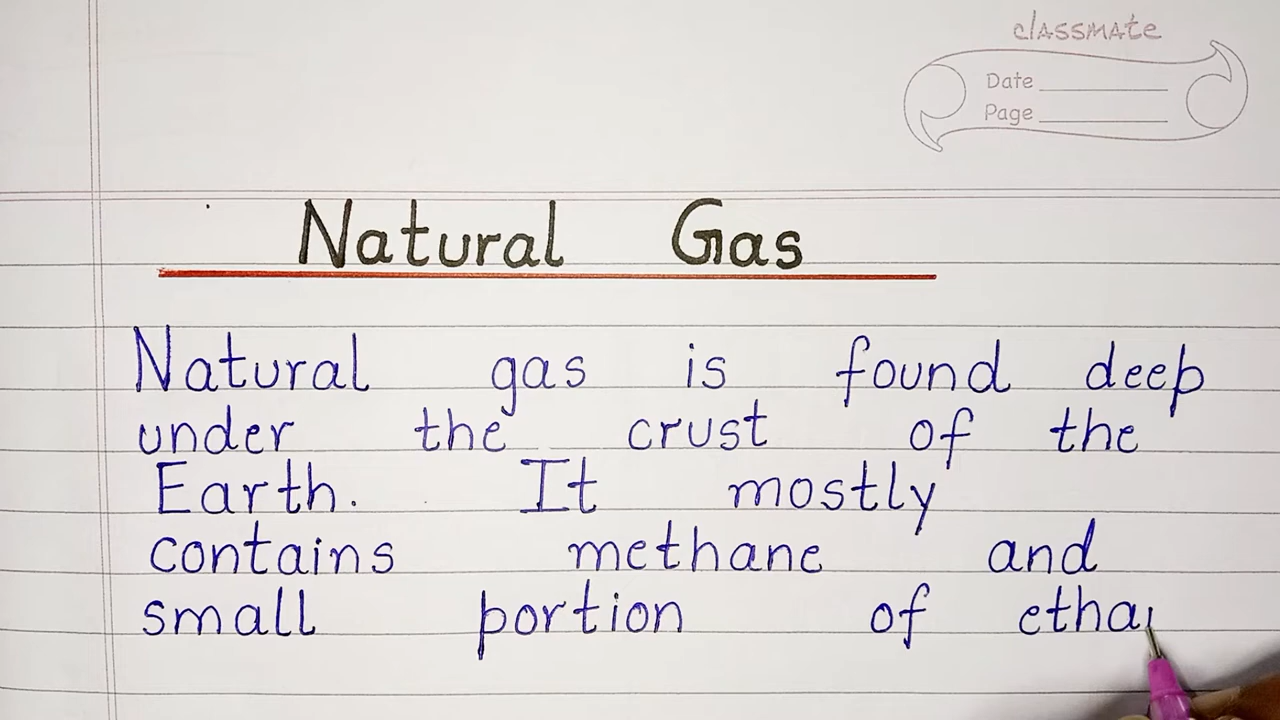 classmate
Date
Page
Natural Gas
Natural gas is found deep
under the crust of the
Earth. It mostly
contains methane and
small portion of etha